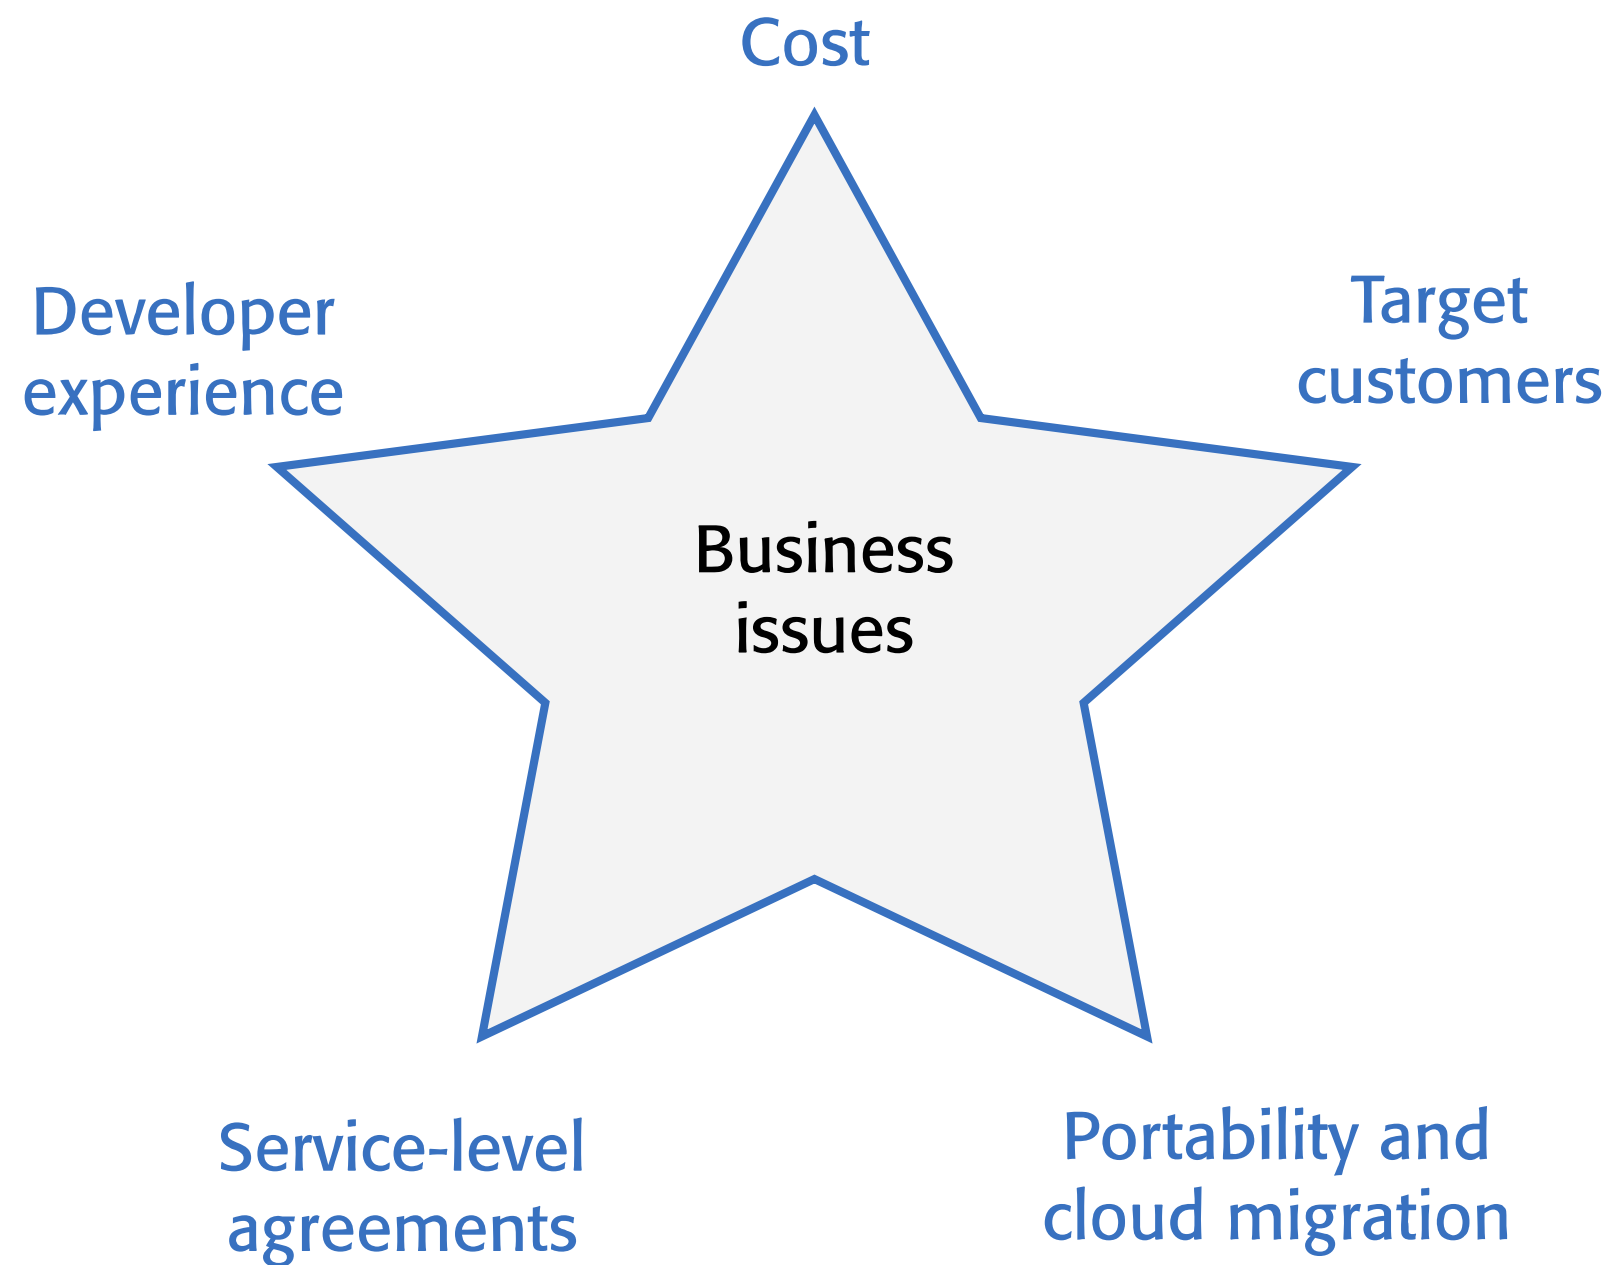 Cost
Developer
experience
Target
customers
Business
issues
Service-level
agreements
Portability and
cloud migration